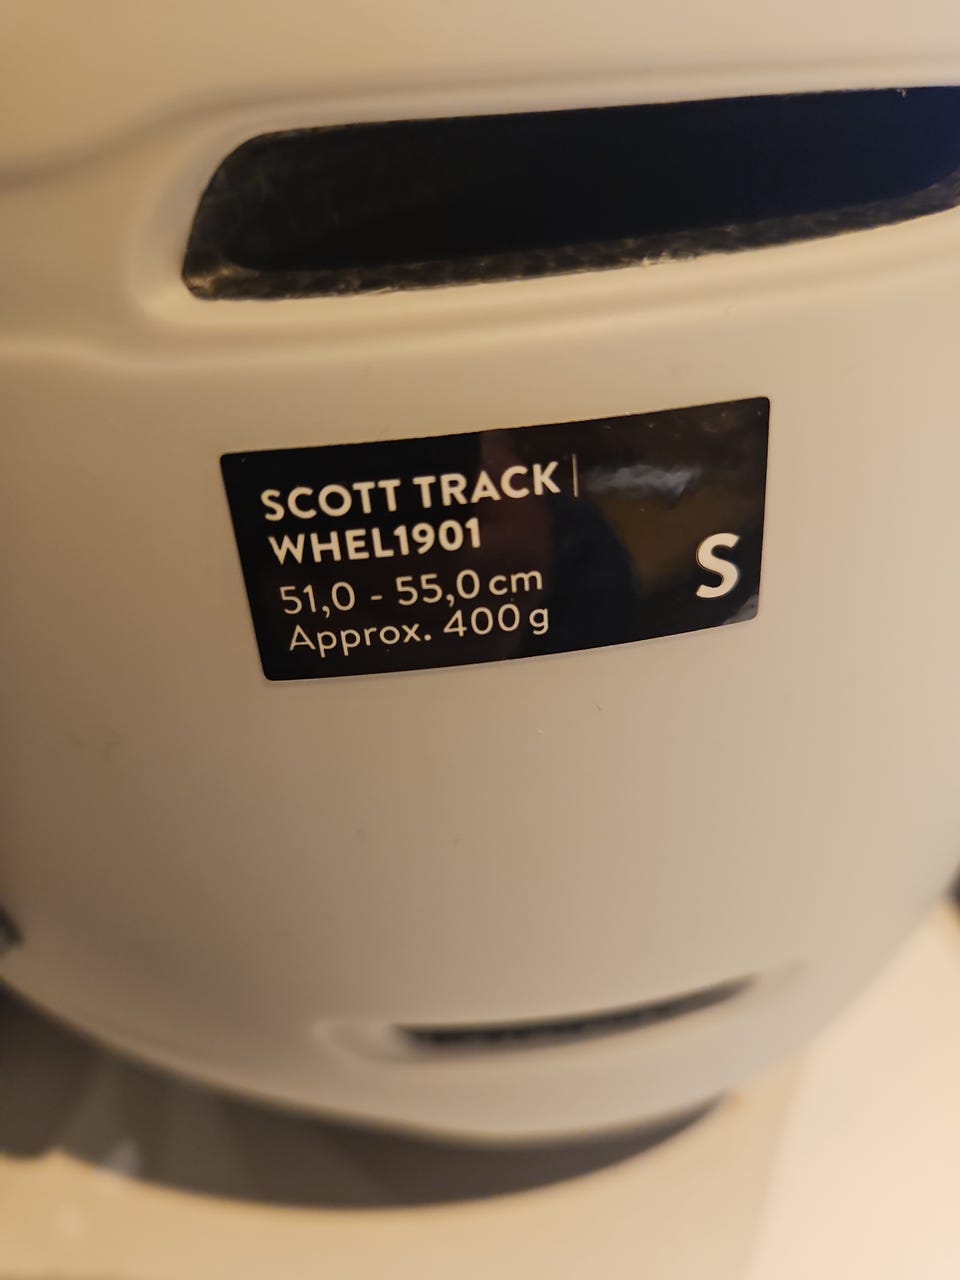 SCOTT TRACK |
WHEL1901
51,0 - 55,0 cm
Approx. 400 g
S